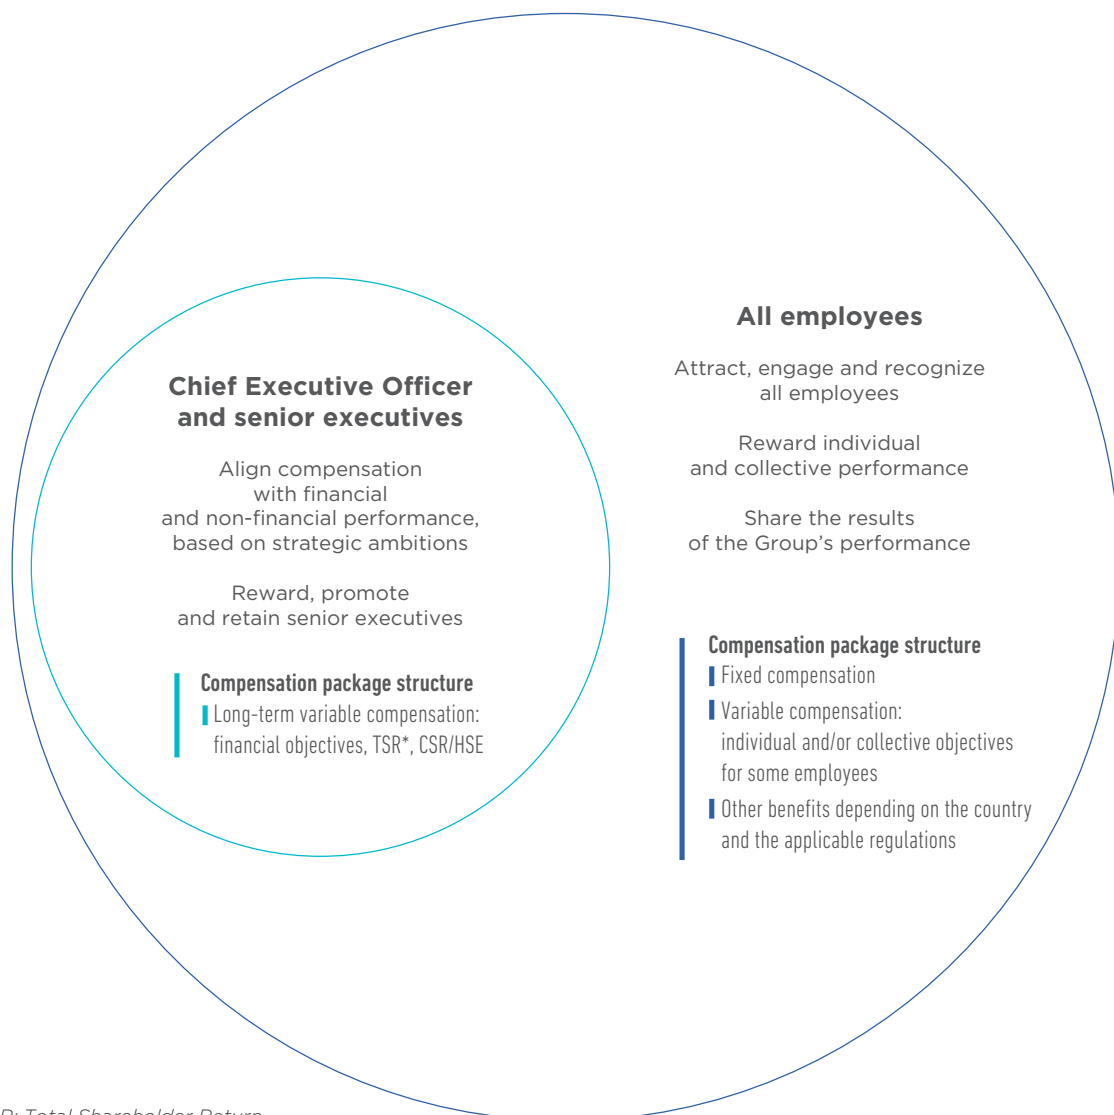 Chief Executive Officer
and senior executives
Align compensation
with financial
and non-financial performance,
based on strategic ambitions
Reward, promote
and retain senior executives
Compensation package structure
Long-term variable compensation:
financial objectives, TSR*, CSR/HSE
All employees
Attract, engage and recognize
all employees
Reward individual
and collective performance
Share the results
of the Group's performance
Compensation package structure
Fixed compensation
Variable compensation:
individual and/or collective objectives
for some employees
Other benefits depending on the country
and the applicable regulations
Total Shareholder Return